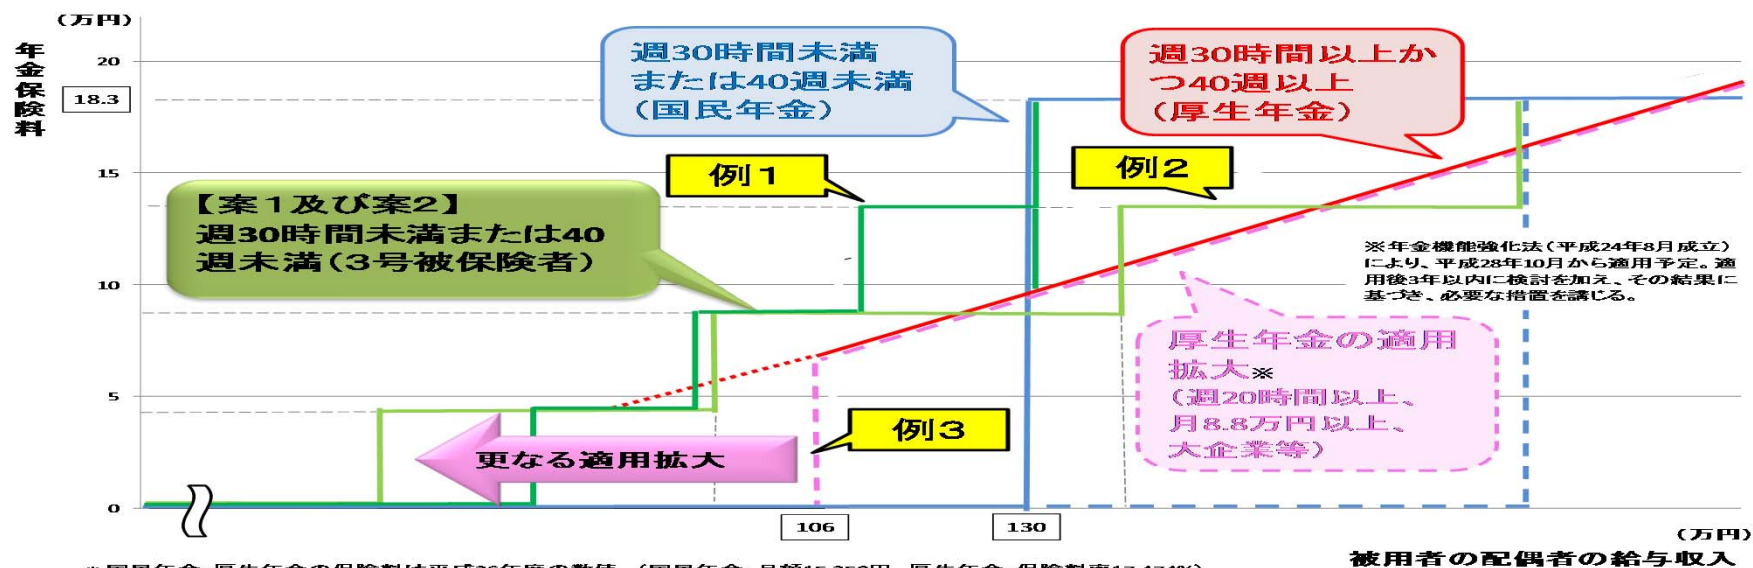 (万円)
年金保険料
20
18.3
15
10
5
0
週30時間未満
または40週未満
(国民年金)
週30時間以上か
つ40週以上
(厚生年金)
例1
例2
【案1及び案2】
週30時間未満または40
週未満(3号被保険者)
※年金機能強化法(平成24年8月成立)
により、平成28年10月から適用予定。適
用後3年以内に検討を加え、その結果に
基づき、必要な措置を講じる。
厚生年金の適用
拡大※
(週20時間以上、
月8.8万円以上、
大企業等)
例3
更なる適用拡大
106
130
(万円)
被用者の配偶者の給与収入